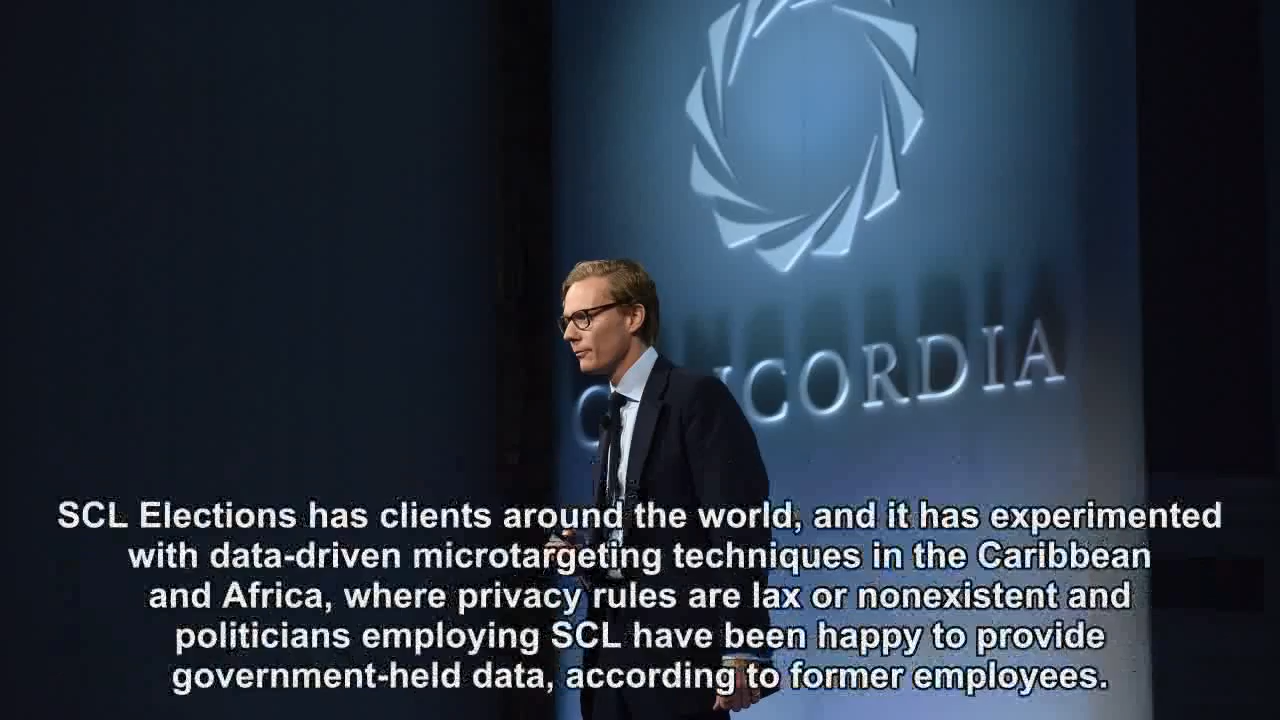 CONCORDIA
SCL Elections has clients around the world, and it has experimented
with data-driven microtargeting techniques in the Caribbean
and Africa, where privacy rules are lax or nonexistent and
politicians employing SCL have been happy to provide
government-held data, according to former employees.